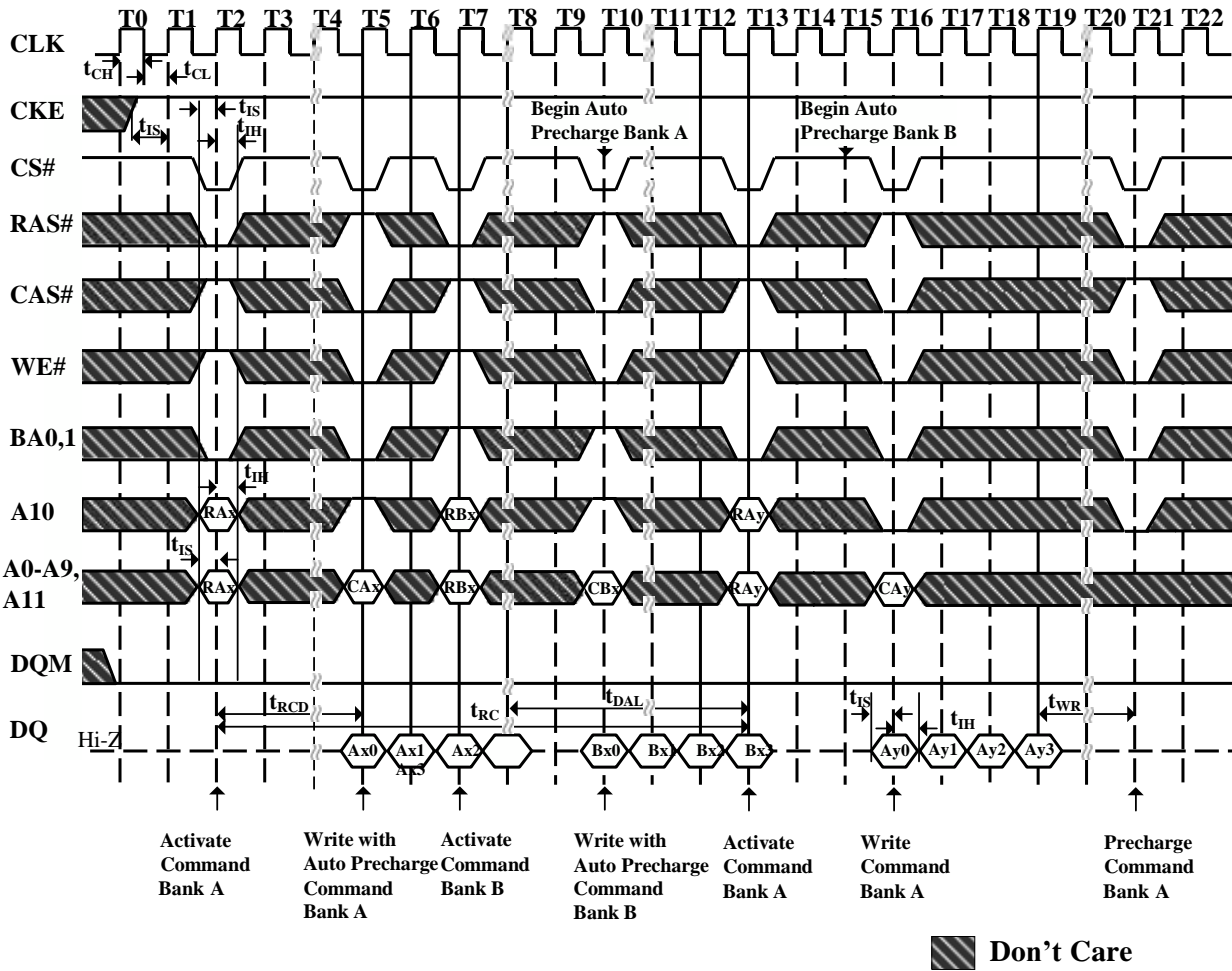 T0 T1 T2 T3 T4 T5 T6 T7 T8 T9 T10 T11 T12 T13 T14 T15 T16 T17 T18 T19 T20 T21 T22
CLK
tCH tCL
CKE
tIS
tIS
tIH
Begin Auto
Precharge Bank A
Begin Auto
Precharge Bank B
CS#
RAS#
CAS#
WE#
BA0,1
tIH
A10
RAx RBx RAy
tIS
A0-A9,
A11
RAx CAx RBx CBx RAy CAy
DQM
tRCD tRC tDAL tIS tIH tWR
DQ
Hi-Z
Ax0 Ax1 Ax2 Bx0 Bx1 Bx2 Bx3 Ay0 Ay1 Ay2 Ay3
Ax3
Activate
Command
Bank A
Write with
Auto Precharge
Command
Bank A
Activate
Command
Bank B
Write with
Auto Precharge
Command
Bank B
Activate
Command
Bank A
Write
Command
Bank A
Precharge
Command
Bank A
Don't Care